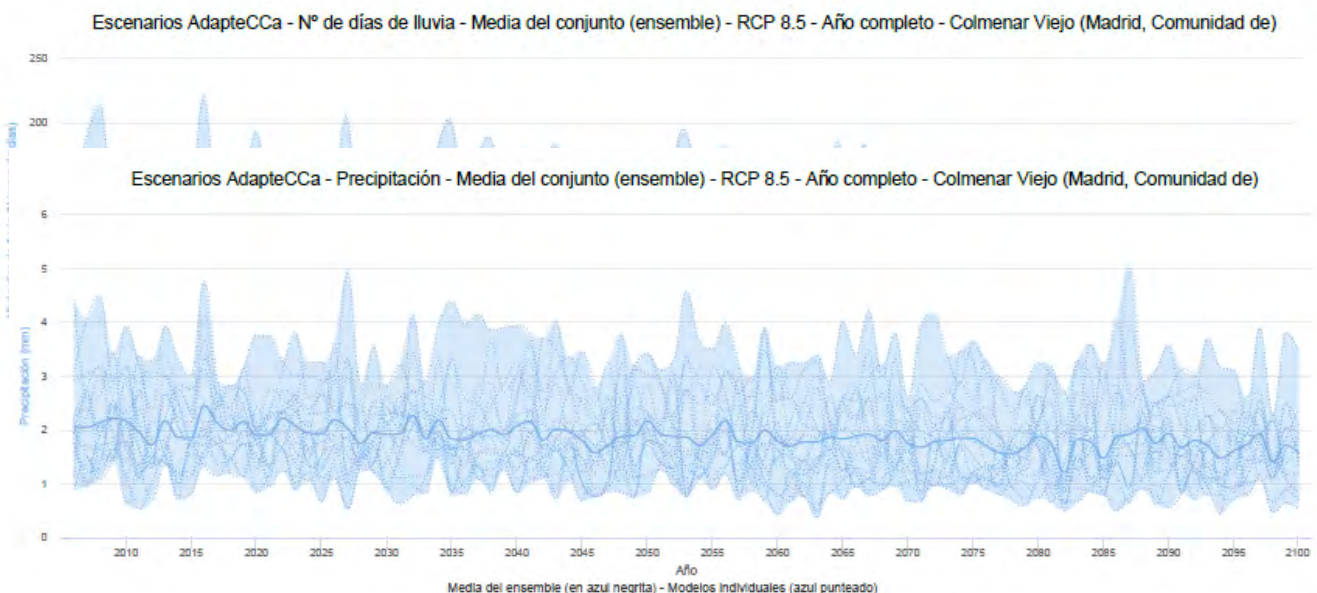 Escenarios AdapteCCa - Nº de días de lluvia - Media del conjunto (ensemble) - RCP 8.5 - Año completo - Colmenar Viejo (Madrid, Comunidad de)
250
200
días)
Escenarios AdapteCCa - Precipitación - Media del conjunto (ensemble) - RCP 8.5 - Año completo - Colmenar Viejo (Madrid, Comunidad de)
Precipitación (mm)
6
5
4
3
2
1
0
2010 2015 2020 2025 2030 2035 2040 2045 2050 2055 2060 2065 2070 2075 2080 2085 2090 2095 2100
Año
Media del ensemble (en azul negrita) - Modelos individuales (azul punteado)